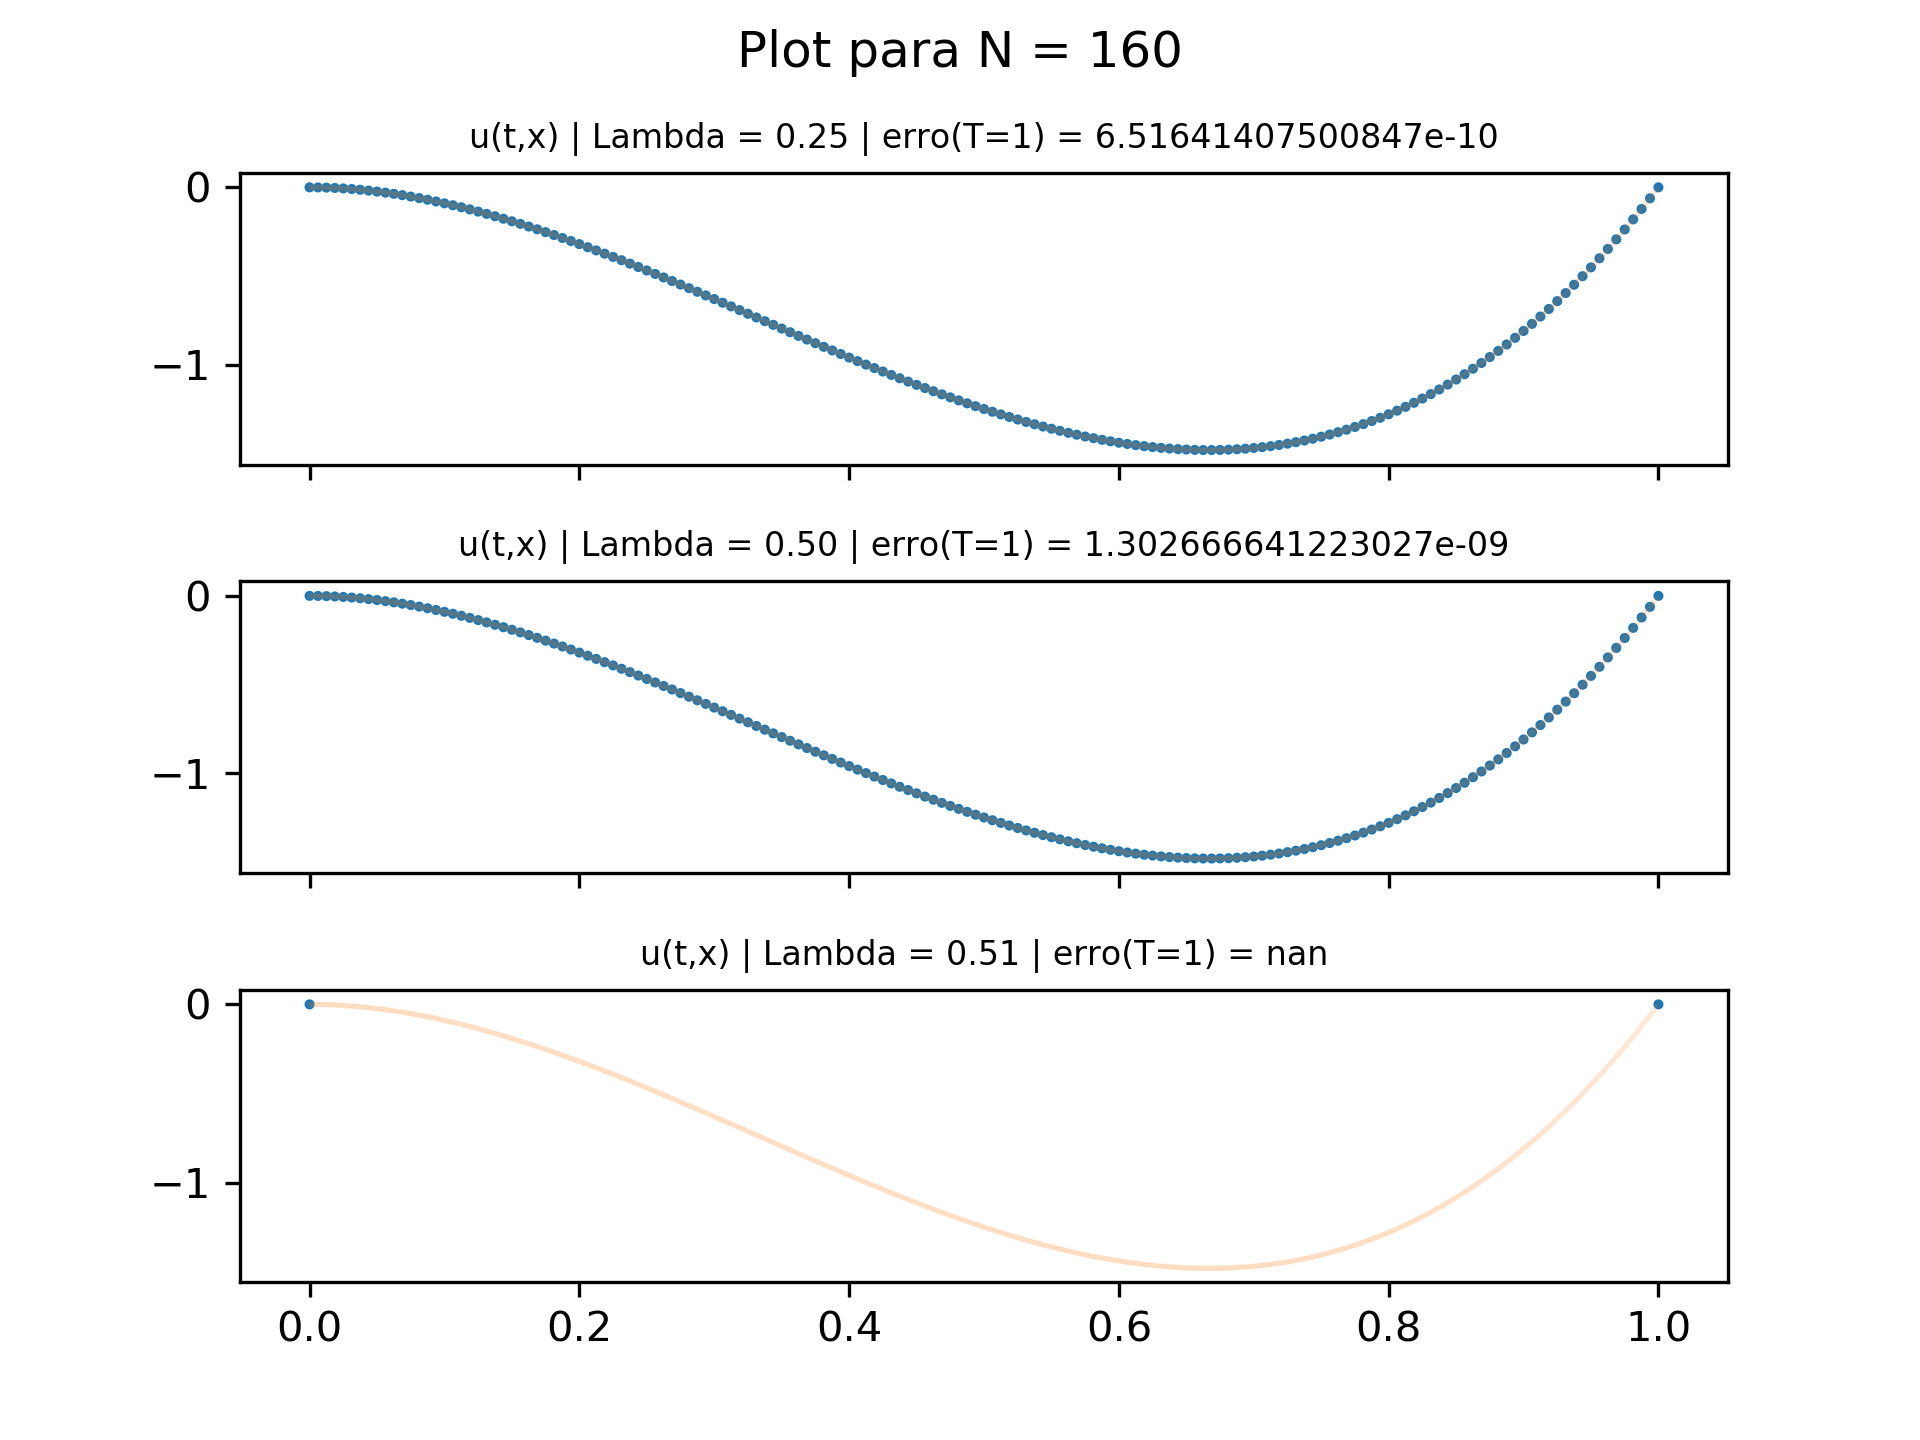 Plot para N = 160
u(t,x) | Lambda = 0.25 | erro(T=1) = 6.51641407500847e-10
0
−1
u(t,x) | Lambda = 0.50 | erro(T=1) = 1.302666641223027e-09
0
−1
u(t,x) | Lambda = 0.51 | erro(T=1) = nan
0
−1
0.0 0.2 0.4 0.6 0.8 1.0